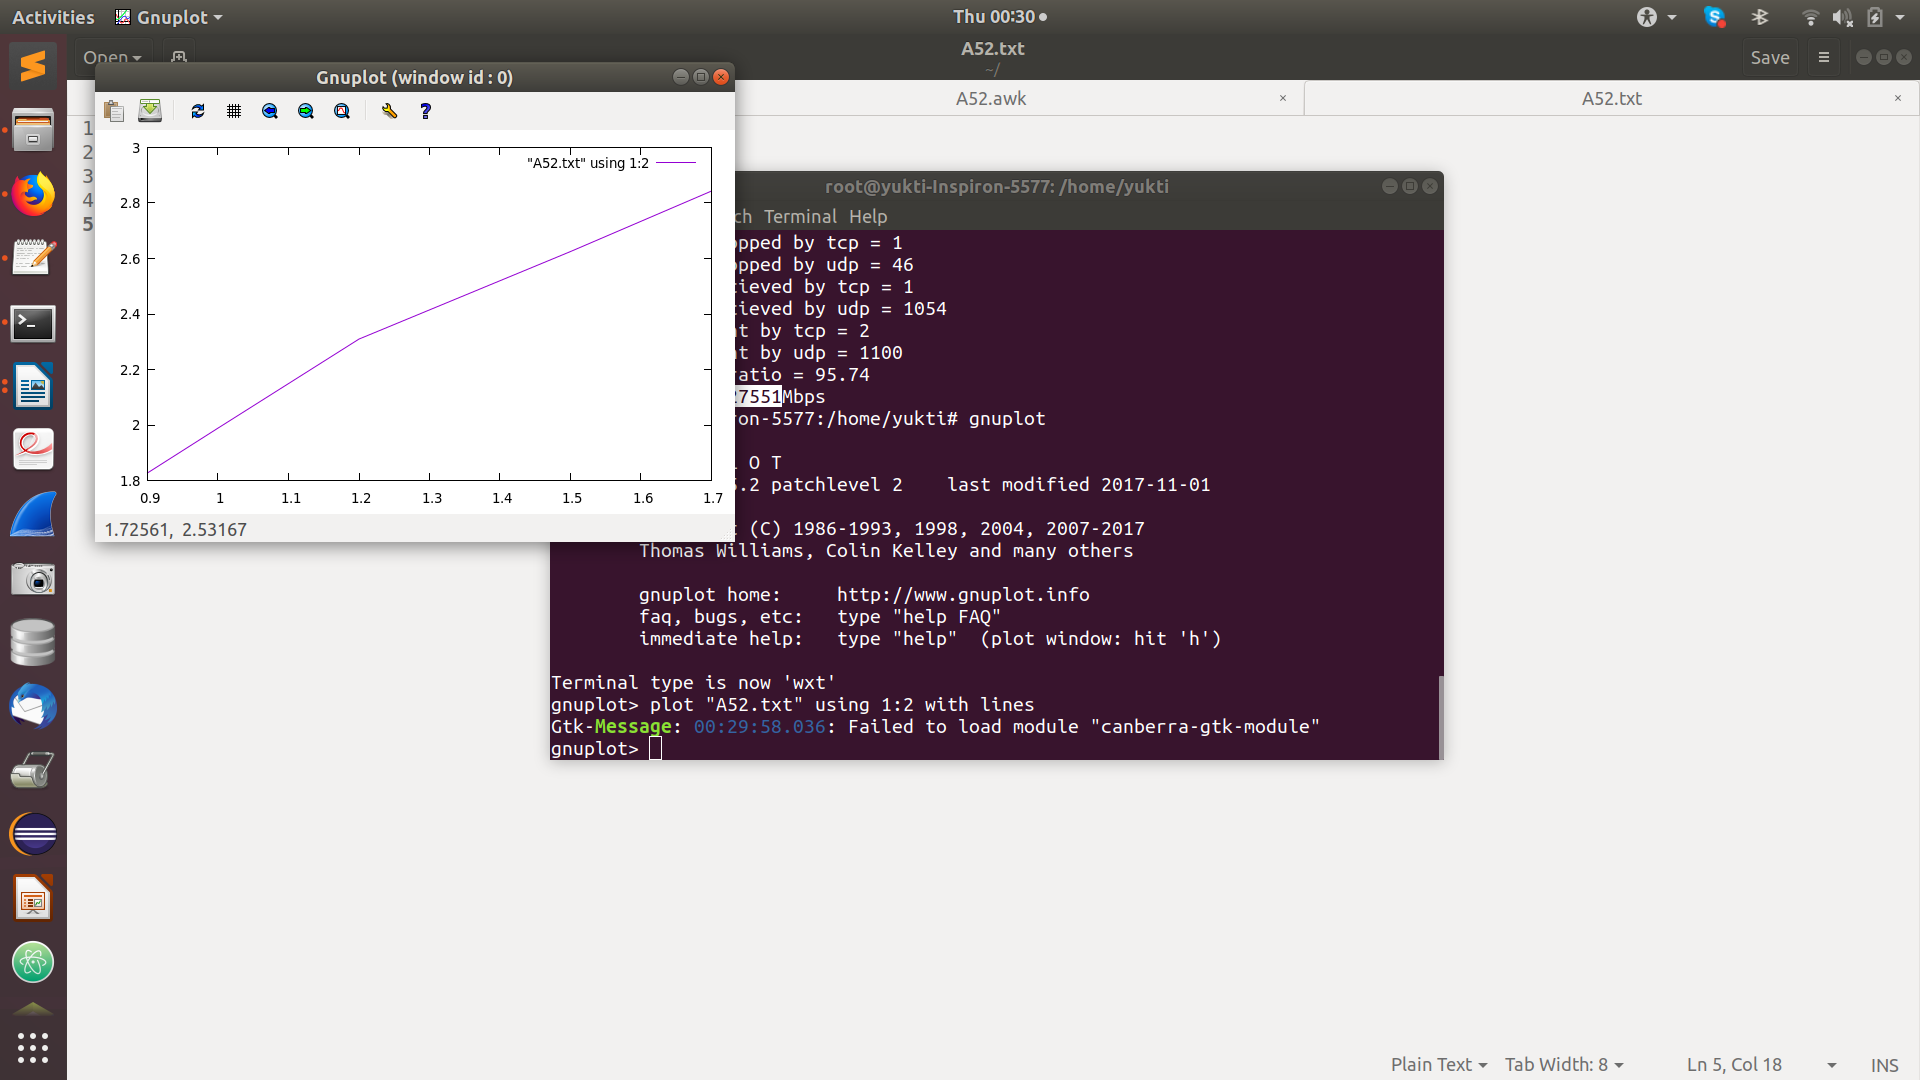 Activities Gnuplot Thu 00:30
Open A52.txt Save
~/
Gnuplot (window id : 0)
A52.awk × A52.txt ×
1
2
3
4
5
3
2.8
2.6
2.4
2.2
2
1.8
0.9 1 1.1 1.2 1.3 1.4 1.5 1.6 1.7
"A52.txt" using 1:2
1.72561, 2.53167
root@yukti-Inspiron-5577: /home/yukti
ch Terminal Help
opped by tcp = 1
opped by udp = 46
tieved by tcp = 1
tieved by udp = 1054
nt by tcp = 2
nt by udp = 1100
ratio = 95.74
27551Mbps
ron-5577:/home/yukti# gnuplot
O T
.2 patchlevel 2 last modified 2017-11-01
(C) 1986-1993, 1998, 2004, 2007-2017
Thomas Williams, Colin Kelley and many others
gnuplot home: http://www.gnuplot.info
faq, bugs, etc: type "help FAQ"
immediate help: type "help" (plot window: hit 'h')
Terminal type is now 'wxt'
gnuplot> plot "A52.txt" using 1:2 with lines
Gtk-Message: 00:29:58.036: Failed to load module "canberra-gtk-module"
gnuplot>
Plain Text Tab Width: 8 Ln 5, Col 18 INS